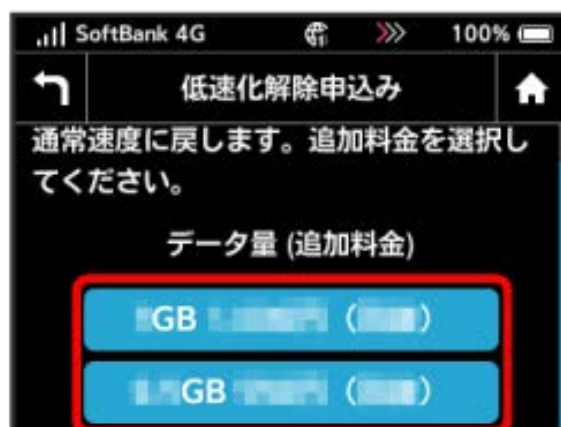 SoftBank 4G 100%
低速化解除申込み
通常速度に戻します。追加料金を選択し
てください。
データ量 (追加料金)
GB ( )
GB ( )